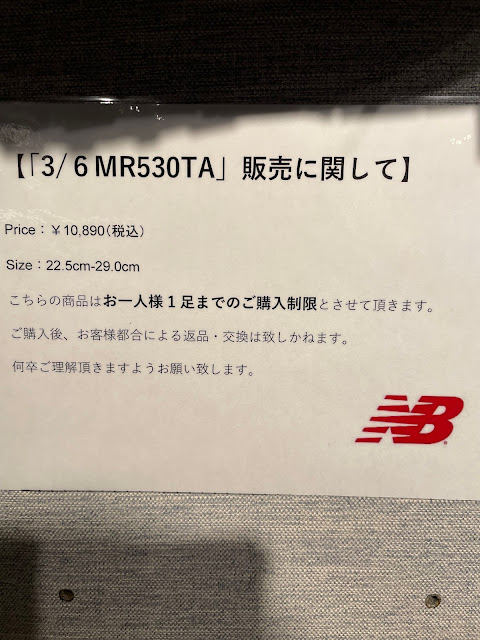 【「3/６MR530TA」販売に関して】
Price：￥10,890(税込)
Size：22.5cm-29.0cm
こちらの商品はお一人様１足までのご購入制限とさせて頂きます。
ご購入後、お客様都合による返品・交換は致しかねます。
何卒ご理解頂きますようお願い致します。
NB